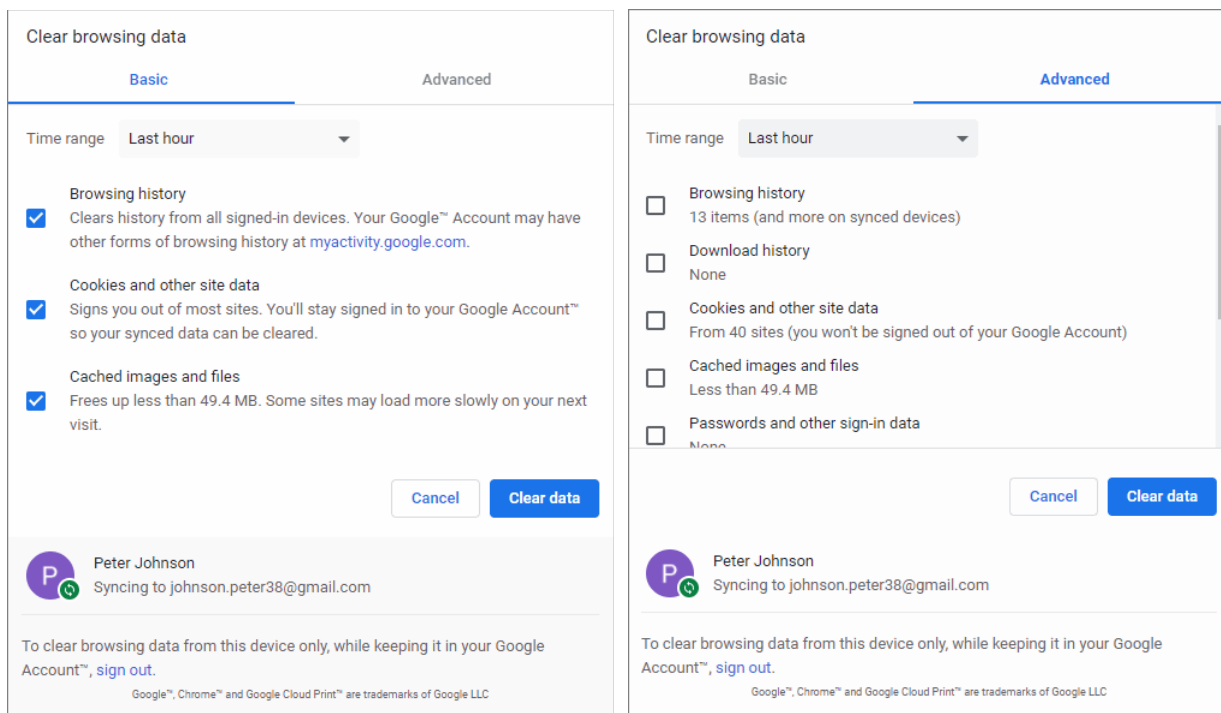 Clear browsing data
Basic
Advanced
Time range
Last hour
Browsing history
Clears history from all signed-in devices. Your Google™ Account may have
other forms of browsing history at myactivity.google.com.
Cookies and other site data
Signs you out of most sites. You'll stay signed in to your Google Account™
so your synced data can be cleared.
Cached images and files
Frees up less than 49.4 MB. Some sites may load more slowly on your next
visit.
Cancel
Clear data
P
Peter Johnson
Syncing to johnson.peter38@gmail.com
To clear browsing data from this device only, while keeping it in your Google
Account™, sign out.
Google™, Chrome™ and Google Cloud Print™ are trademarks of Google LLC
Clear browsing data
Basic
Advanced
Time range
Last hour
Browsing history
13 items (and more on synced devices)
Download history
None
Cookies and other site data
From 40 sites (you won't be signed out of your Google Account)
Cached images and files
Less than 49.4 MB
Passwords and other sign-in data
None
Cancel
Clear data
P
Peter Johnson
Syncing to johnson.peter38@gmail.com
To clear browsing data from this device only, while keeping it in your Google
Account™, sign out.
Google™, Chrome™ and Google Cloud Print™ are trademarks of Google LLC